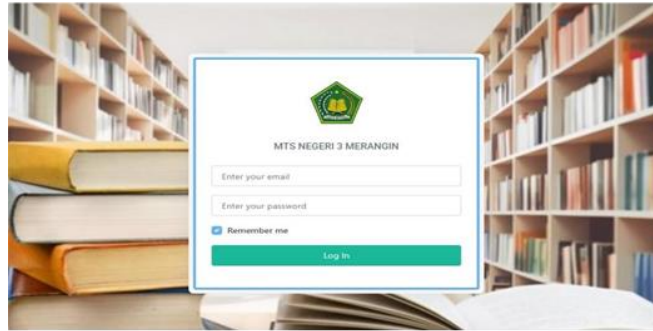 MTS NEGERI 3 MERANGIN
Enter your email
Enter your password
Remember me
Log In